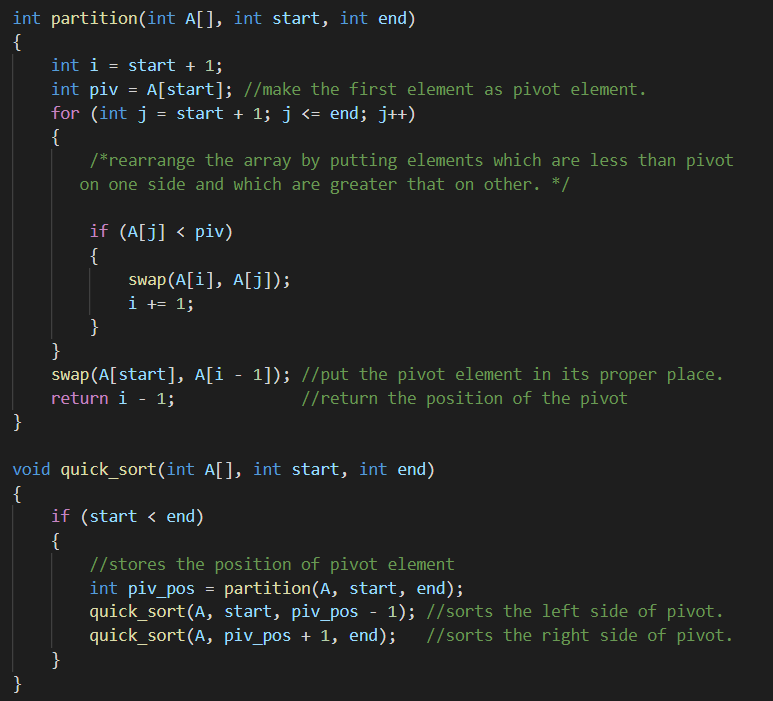 int partition(int A[], int start, int end)
{
    int i = start + 1;
    int piv = A[start]; //make the first element as pivot element.
    for (int j = start + 1; j <= end; j++)
    {
        /*rearrange the array by putting elements which are less than pivot
       on one side and which are greater that on other. */

        if (A[j] < piv)
        {
            swap(A[i], A[j]);
            i += 1;
        }
    }
    swap(A[start], A[i - 1]); //put the pivot element in its proper place.
    return i - 1;             //return the position of the pivot
}

void quick_sort(int A[], int start, int end)
{
    if (start < end)
    {
        //stores the position of pivot element
        int piv_pos = partition(A, start, end);
        quick_sort(A, start, piv_pos - 1); //sorts the left side of pivot.
        quick_sort(A, piv_pos + 1, end);   //sorts the right side of pivot.
    }
}